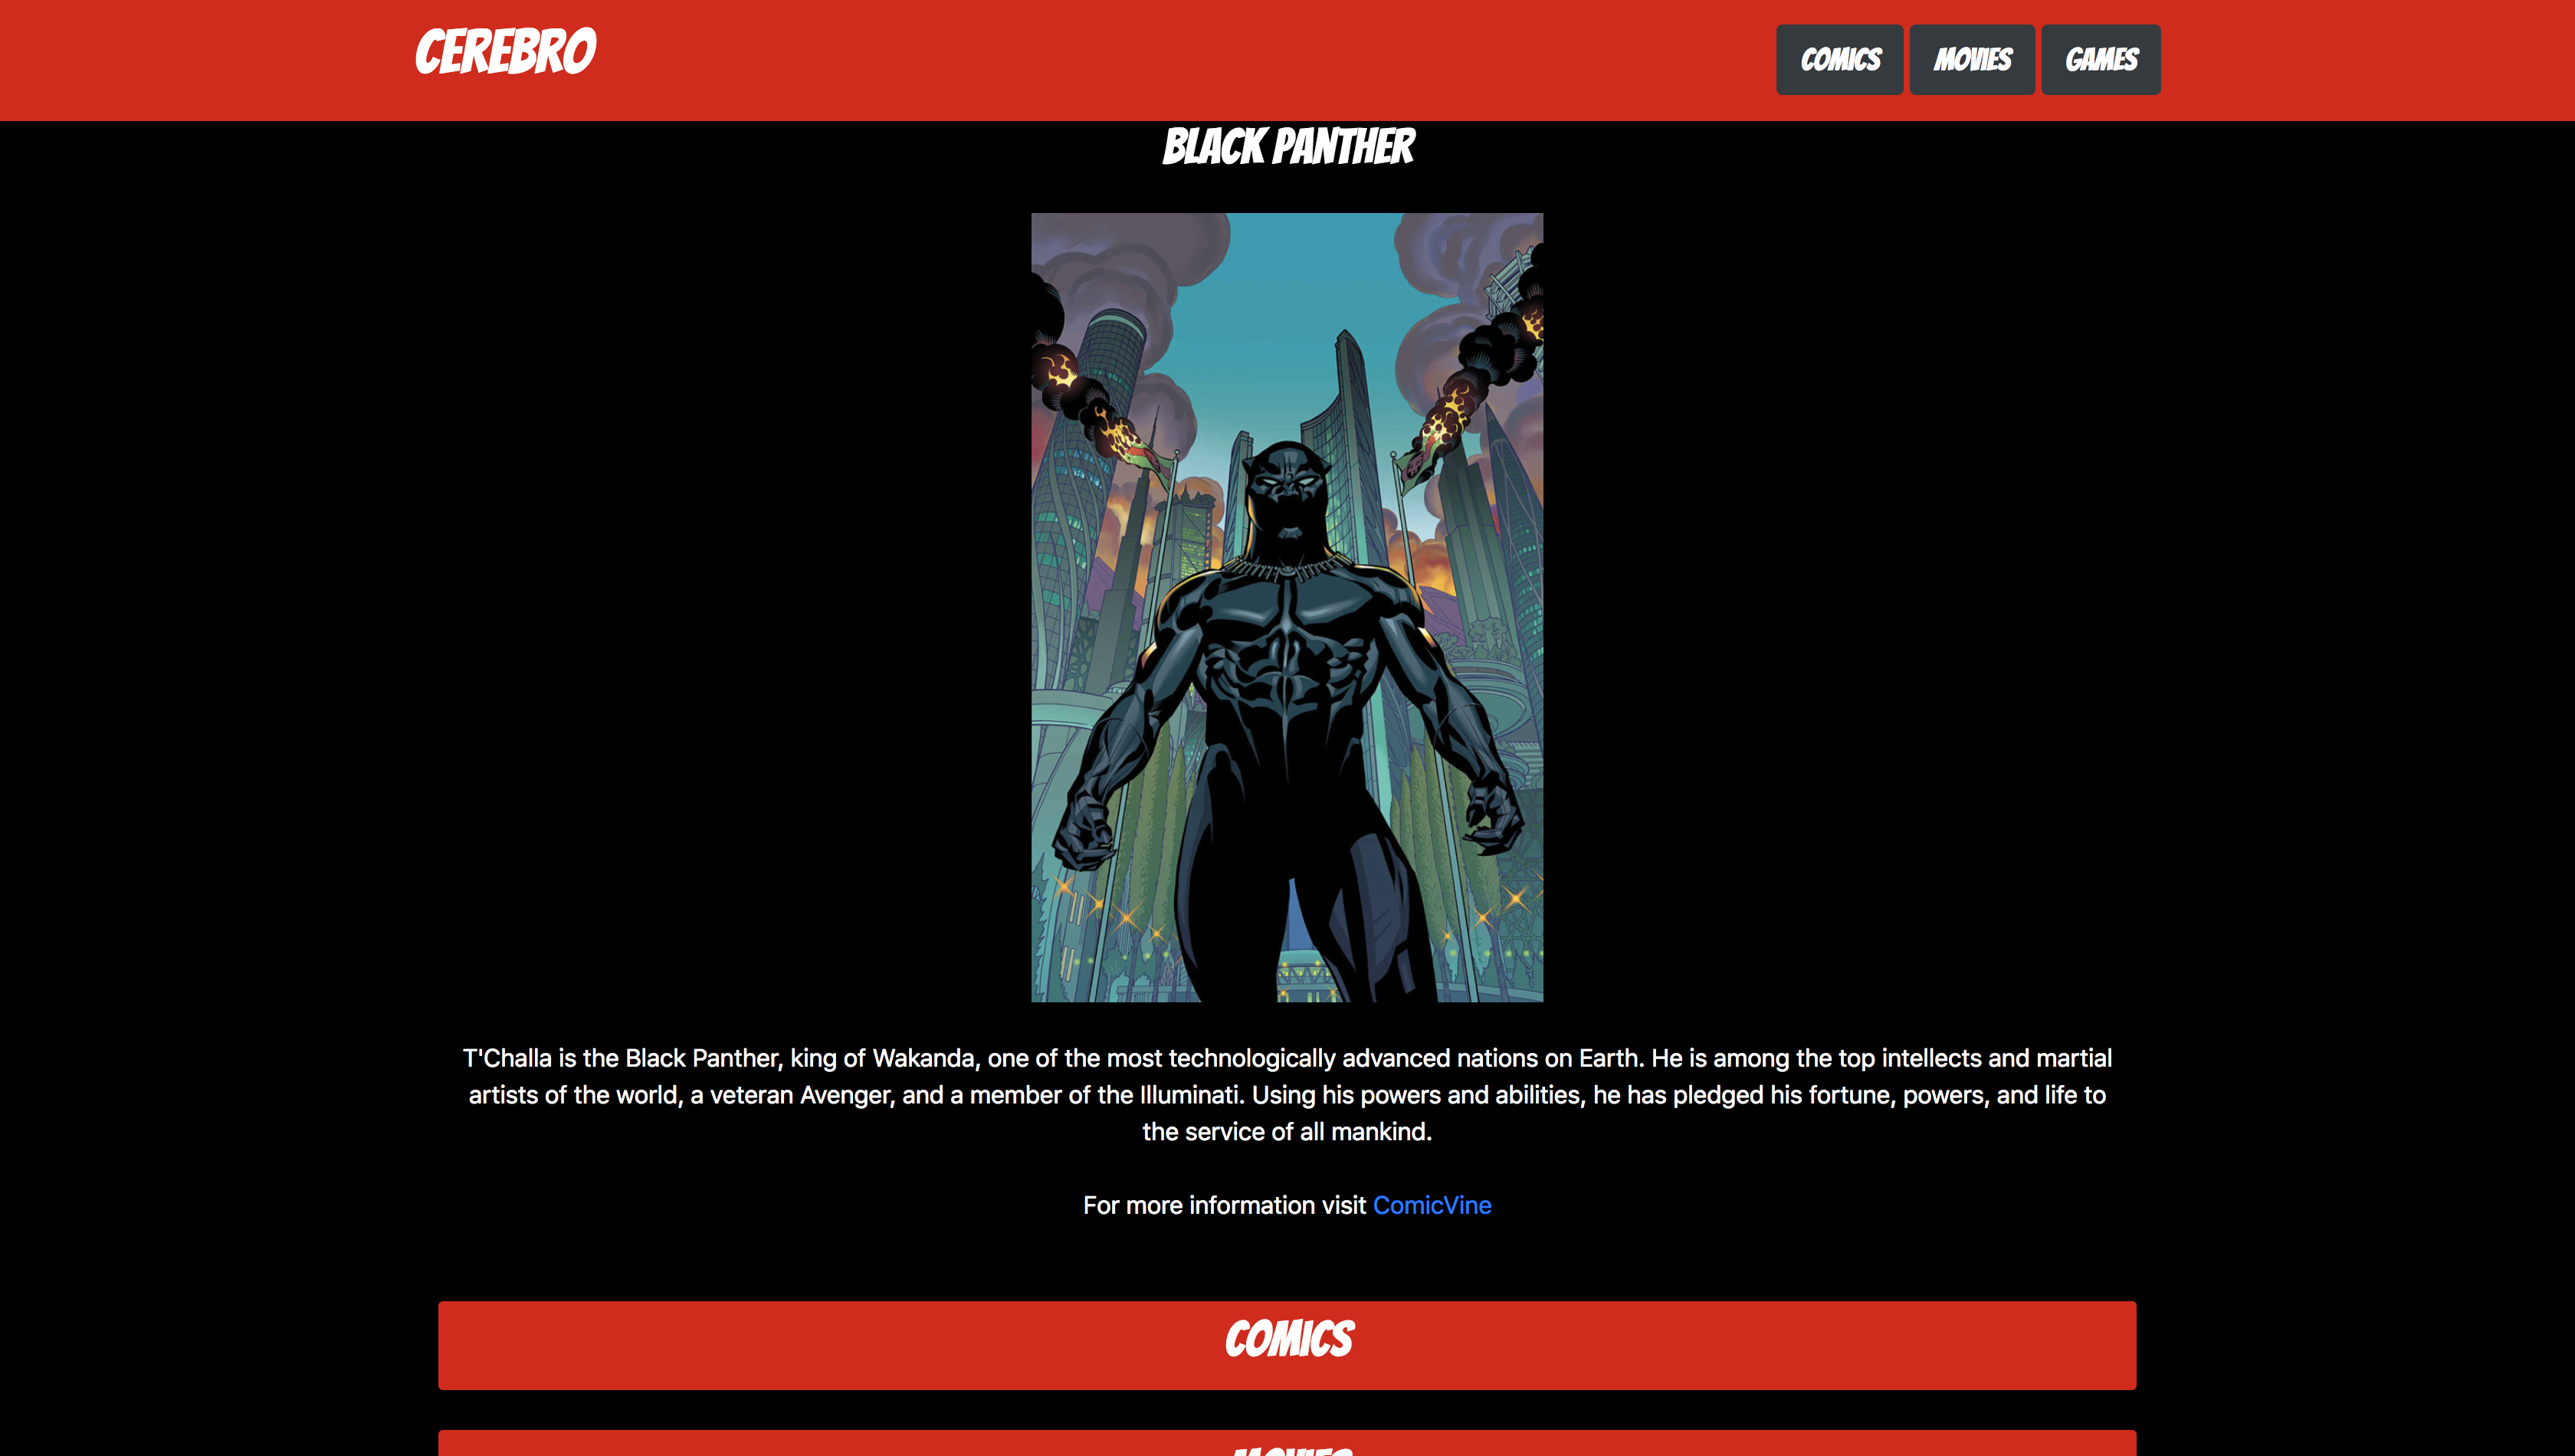 CEREBRO
COMICS MOVIES GAMES
BLACK PANTHER
T'Challa is the Black Panther, king of Wakanda, one of the most technologically advanced nations on Earth. He is among the top intellects and martial
artists of the world, a veteran Avenger, and a member of the Illuminati. Using his powers and abilities, he has pledged his fortune, powers, and life to
the service of all mankind.
For more information visit ComicVine
COMICS
MOVIES